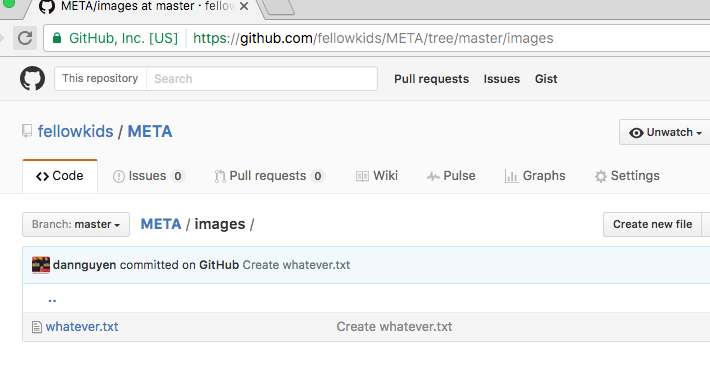 META/images at master · fellow
GitHub, Inc. [US] https://github.com/fellowkids/META/tree/master/images
This repository Search Pull requests Issues Gist
fellowkids / META Unwatch
Code Issues 0 Pull requests 0 Wiki Pulse Graphs Settings
Branch: master META / images / Create new file
dannguyen committed on GitHub Create whatever.txt
..
whatever.txt Create whatever.txt